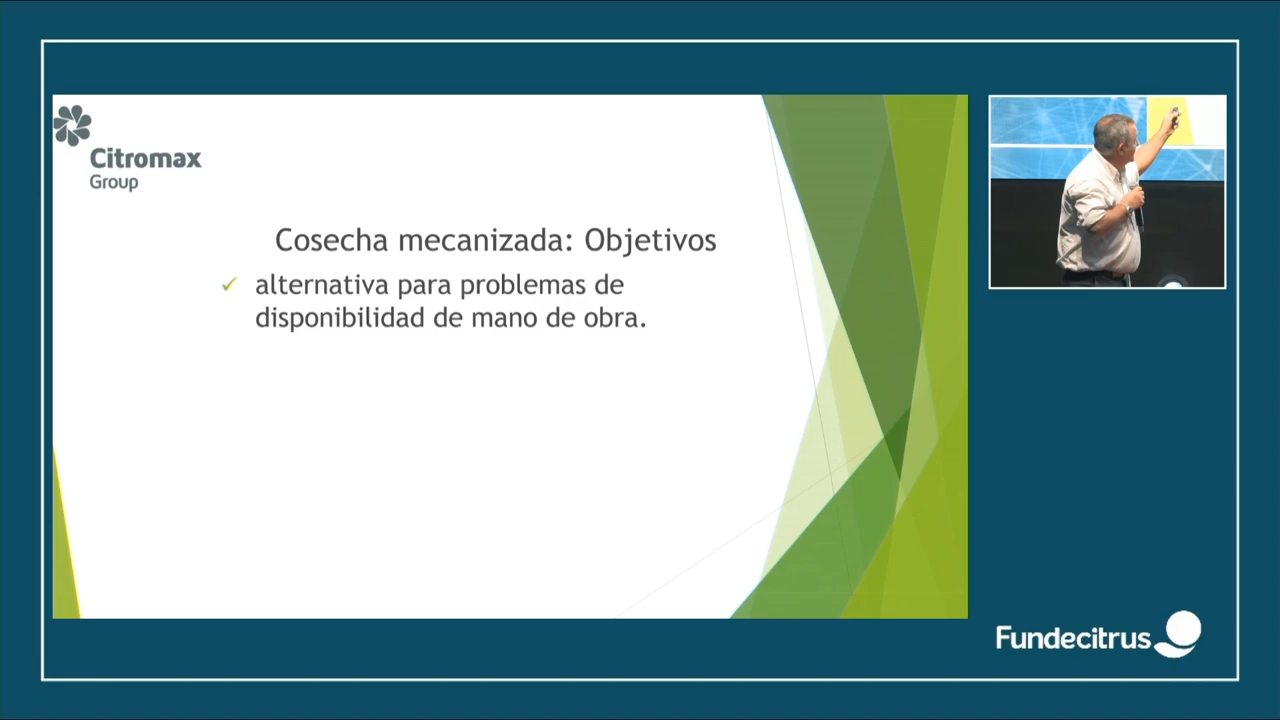 Citromax
Group
Cosecha mecanizada: Objetivos
✓ alternativa para problemas de
disponibilidad de mano de obra.
Fundecitrus